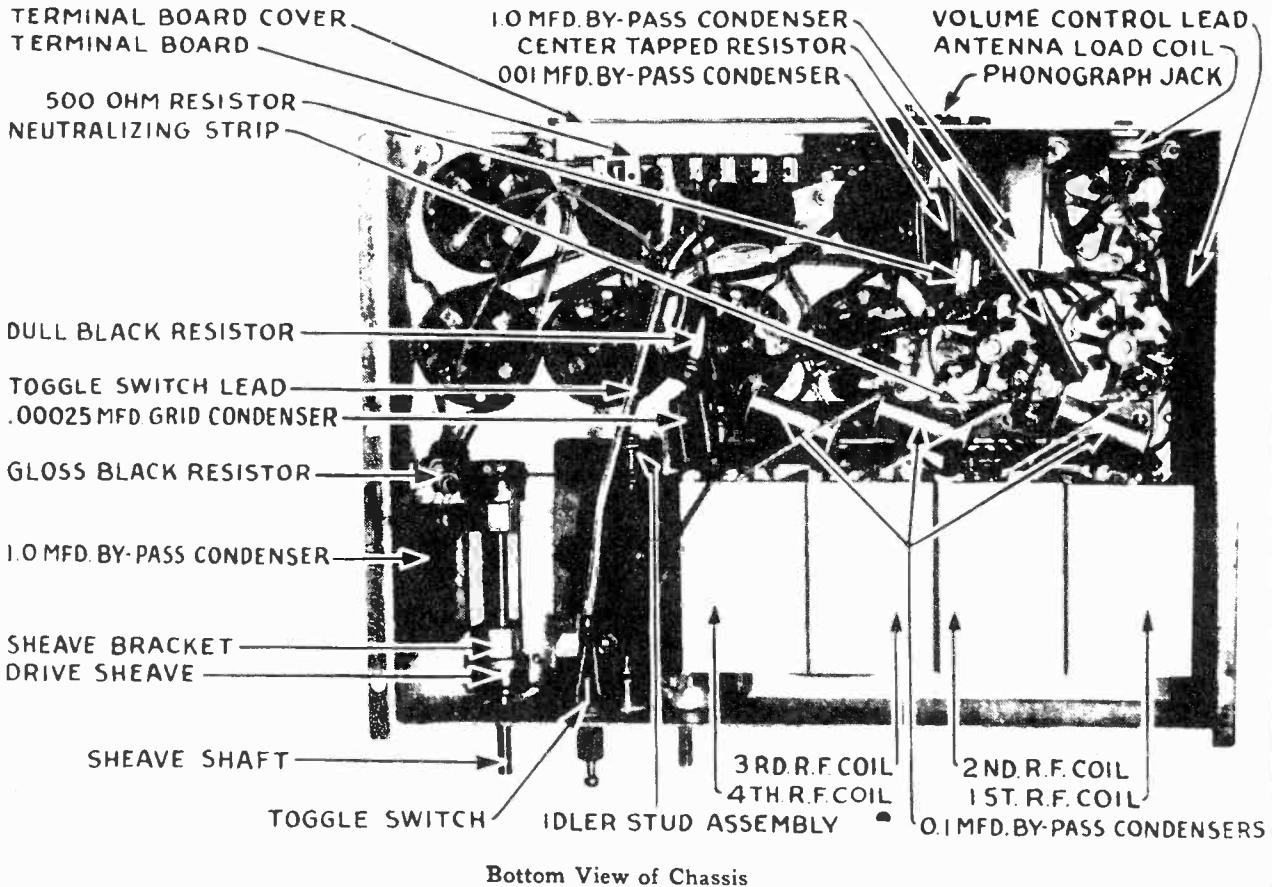 TERMINAL BOARD COVER
TERMINAL BOARD
500 OHM RESISTOR
NEUTRALIZING STRIP
1.0 MFD. BY-PASS CONDENSER
CENTER TAPPED RESISTOR
001 MFD. BY-PASS CONDENSER
VOLUME CONTROL LEAD
ANTENNA LOAD COIL
PHONOGRAPH JACK
DULL BLACK RESISTOR
TOGGLE SWITCH LEAD
.00025 MFD. GRID CONDENSER
GLOSS BLACK RESISTOR
1.0 MFD. BY-PASS CONDENSER
SHEAVE BRACKET
DRIVE SHEAVE
SHEAVE SHAFT
TOGGLE SWITCH
IDLER STUD ASSEMBLY
3RD. R.F. COIL
4TH. R.F. COIL
2ND. R.F. COIL
1ST. R.F. COIL
0.1 MFD. BY-PASS CONDENSERS
Bottom View of Chassis